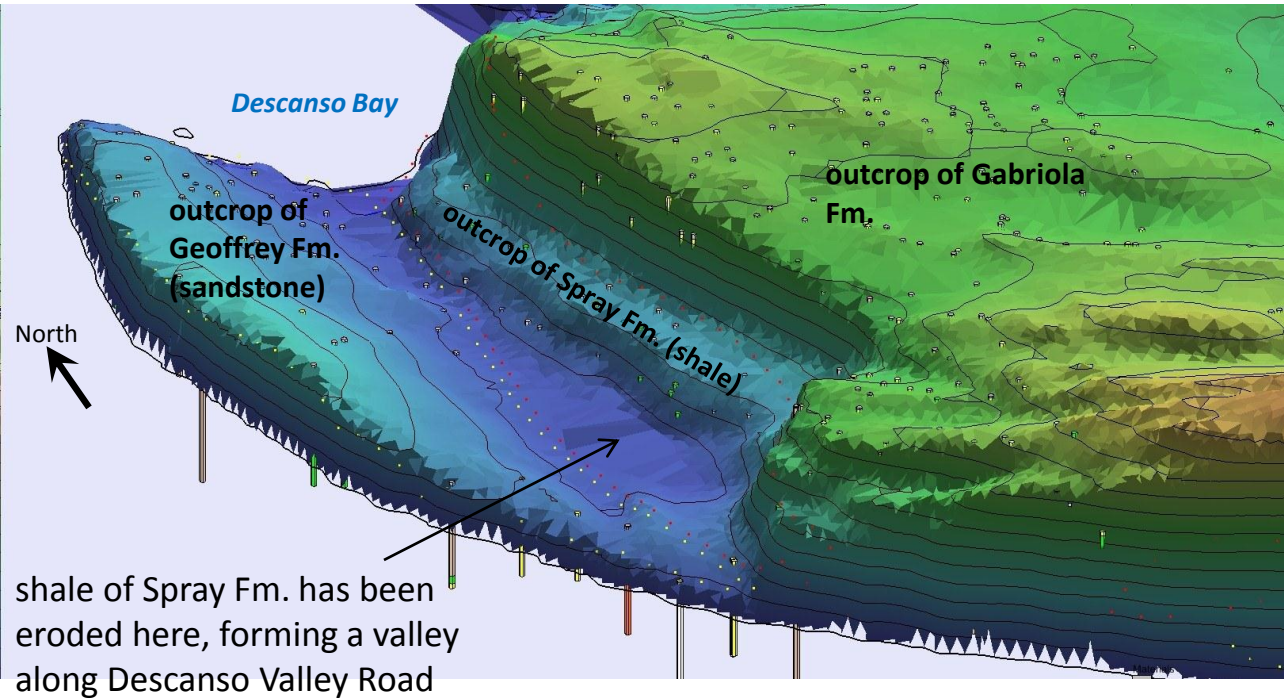 Descanso Bay
outcrop of Gabriola
Fm.
outcrop of
Geoffrey Fm.
(sandstone)
outcrop of Spray Fm. (shale)
North
shale of Spray Fm. has been
eroded here, forming a valley
along Descanso Valley Road